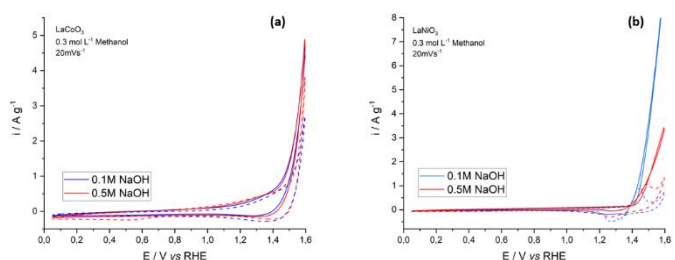 (a)
LaCoO3
0.3 mol L-1 Methanol
20mVs-1
5
4
3
2
1
0
i / A g-1
0.1M NaOH
0.5M NaOH
0,0 0,2 0,4 0,6 0,8 1,0 1,2 1,4 1,6
E / V vs RHE
(b)
LaNiO3
0.3 mol L-1 Methanol
20mVs-1
8
7
6
5
4
3
2
1
0
i / A g-1
0.1M NaOH
0.5M NaOH
0,0 0,2 0,4 0,6 0,8 1,0 1,2 1,4 1,6
E / V vs RHE